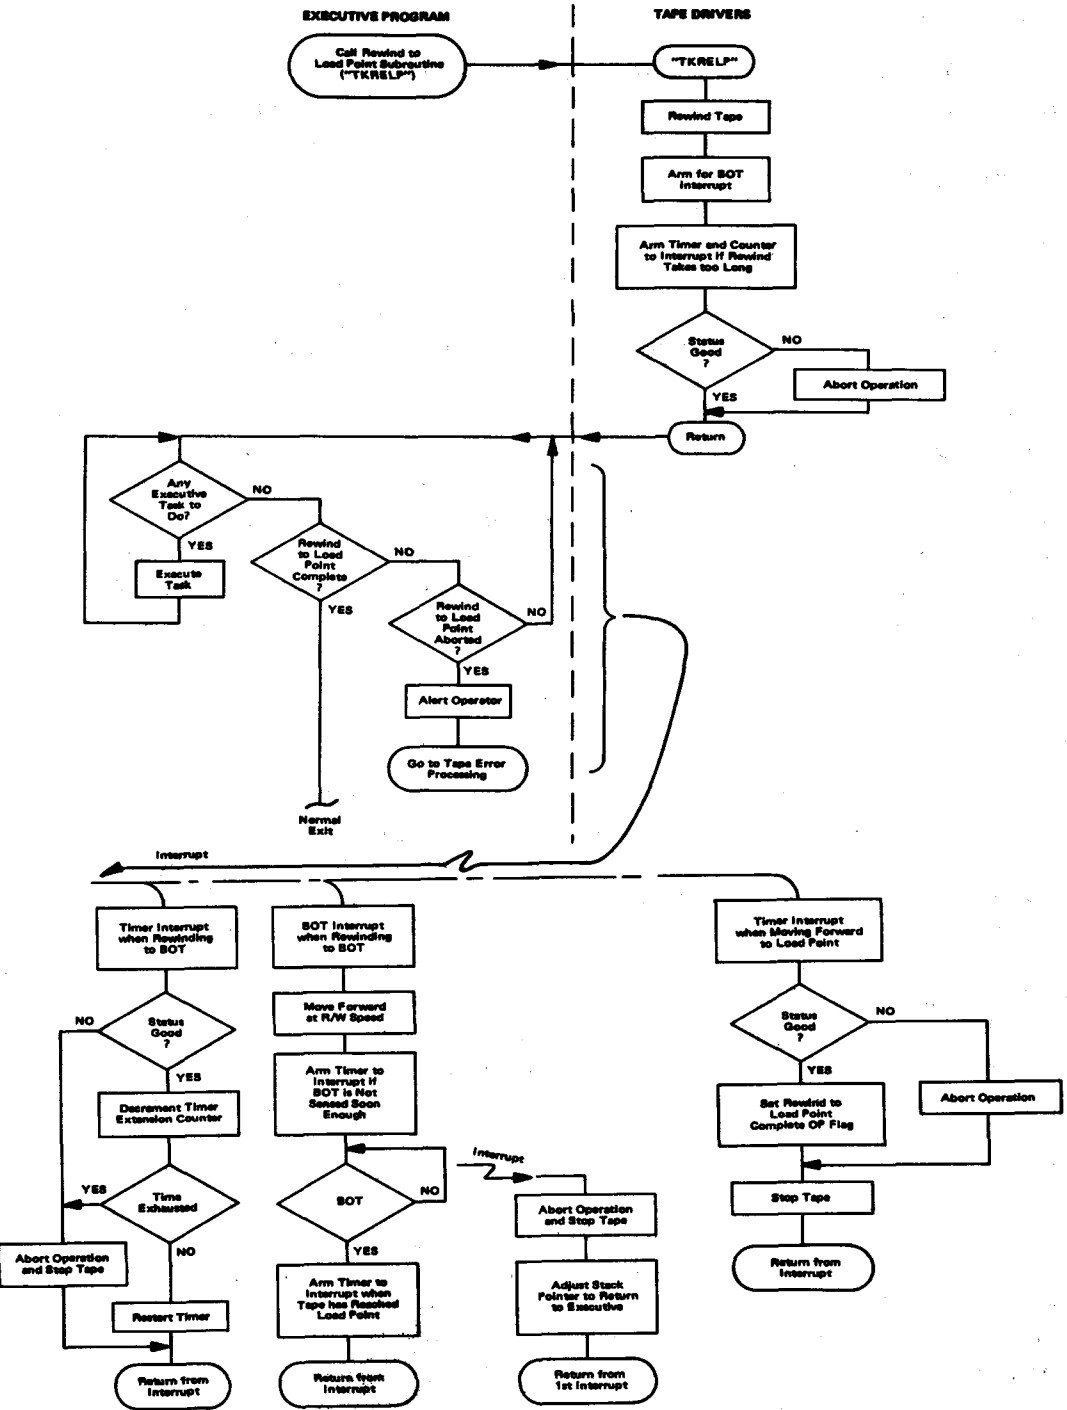 EXECUTIVE PROGRAM
TAPE DRIVERS
Call Rewind to
Load Point Subroutine
("TKRELP")
"TKRELP"
Rewind Tape
Arm for BOT
Interrupt
Arm Timer and Counter
to Interrupt if Rewind
Takes too Long
Status
Good
?
NO
Abort Operation
YES
Return
Any
Executive
Task to
Do?
NO
YES
Execute
Task
Rewind
to Load
Point
Complete
?
NO
YES
Rewind
to Load
Point
Aborted
?
NO
YES
Alert Operator
Go to Tape Error
Processing
Normal
Exit
Interrupt
Timer Interrupt
when Rewinding
to BOT
Status
Good
?
NO
YES
Decrement Timer
Extension Counter
Time
Exhausted
YES
NO
Abort Operation
and Stop Tape
Restart Timer
Return from
Interrupt
BOT Interrupt
when Rewinding
to BOT
Move Forward
at R/W Speed
Arm Timer to
Interrupt if
BOT is Not
Sensed Soon
Enough
BOT
NO
YES
Arm Timer to
Interrupt when
Tape has Reached
Load Point
Return from
Interrupt
Interrupt
Abort Operation
and Stop Tape
Adjust Stack
Pointer to Return
to Executive
Return from
1st Interrupt
Timer Interrupt
when Moving Forward
to Load Point
Status
Good
?
NO
YES
Abort Operation
Set Rewind to
Load Point
Complete OP Flag
Stop Tape
Return from
Interrupt